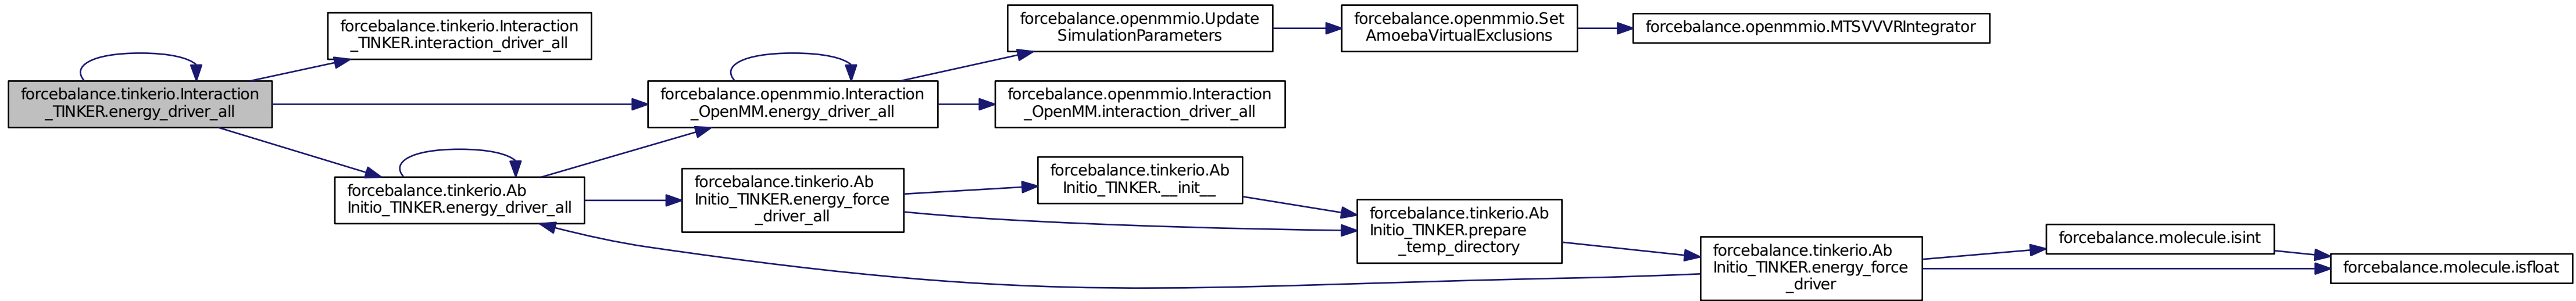 forcebalance.tinkerio.Interaction
_TINKER.energy_driver_all
forcebalance.tinkerio.Interaction
_TINKER.interaction_driver_all
forcebalance.openmmio.Interaction
_OpenMM.energy_driver_all
forcebalance.tinkerio.Ab
Initio_TINKER.energy_driver_all
forcebalance.openmmio.Update
SimulationParameters
forcebalance.openmmio.Set
AmoebaVirtualExclusions
forcebalance.openmmio.MTSVVVRIntegrator
forcebalance.openmmio.Interaction
_OpenMM.interaction_driver_all
forcebalance.tinkerio.Ab
Initio_TINKER.energy_force
_driver_all
forcebalance.tinkerio.Ab
Initio_TINKER.__init__
forcebalance.tinkerio.Ab
Initio_TINKER.prepare
_temp_directory
forcebalance.tinkerio.Ab
Initio_TINKER.energy_force
_driver
forcebalance.molecule.isint
forcebalance.molecule.isfloat